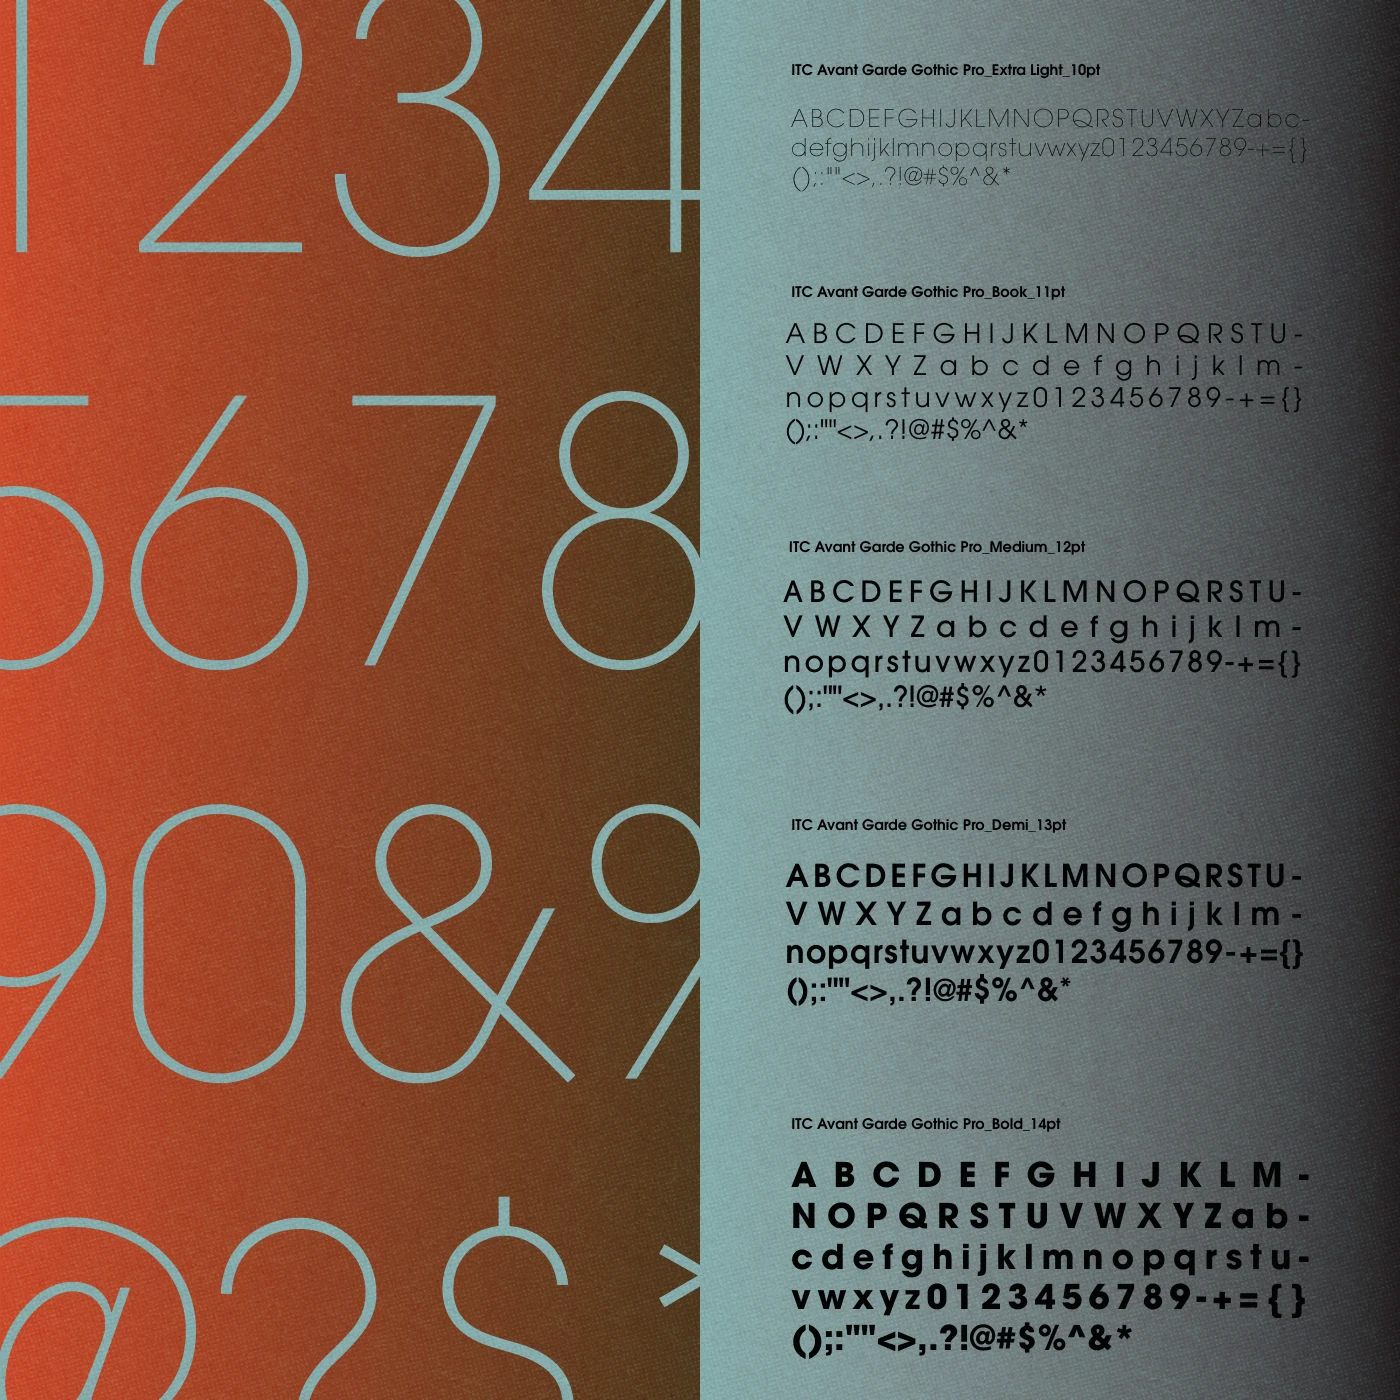 1234
5678
90&%
@?$*
ITC Avant Garde Gothic Pro_Extra Light_10pt
ABCDEFGHIJKLMNOPQRSTUVWXYZabc-
defghijklmnopqrstuvwxyz0123456789-+={}
();:""<>,.?!@#$%^&*
ITC Avant Garde Gothic Pro_Book_11pt
ABCDEFGHIJKLMNOPQRSTU-
VWXYZabcdefghijklm-
nopqrstuvwxyz0123456789-+={}
();:""<>,.?!@#$%^&*
ITC Avant Garde Gothic Pro_Medium_12pt
ABCDEFGHIJKLMNOPQRSTU-
VWXYZabcdefghijklm-
nopqrstuvwxyz0123456789-+={}
();:""<>,.?!@#$%^&*
ITC Avant Garde Gothic Pro_Demi_13pt
ABCDEFGHIJKLMNOPQRSTU-
VWXYZabcdefghijklm-
nopqrstuvwxyz0123456789-+={}
();:""<>,.?!@#$%^&*
ITC Avant Garde Gothic Pro_Bold_14pt
ABCDEFGHIJKLM-
NOPQRSTUVWXYZab-
cdefghijklmnopqrstu-
vwxyz0123456789-+={}
();:""<>,.?!@#$%^&*